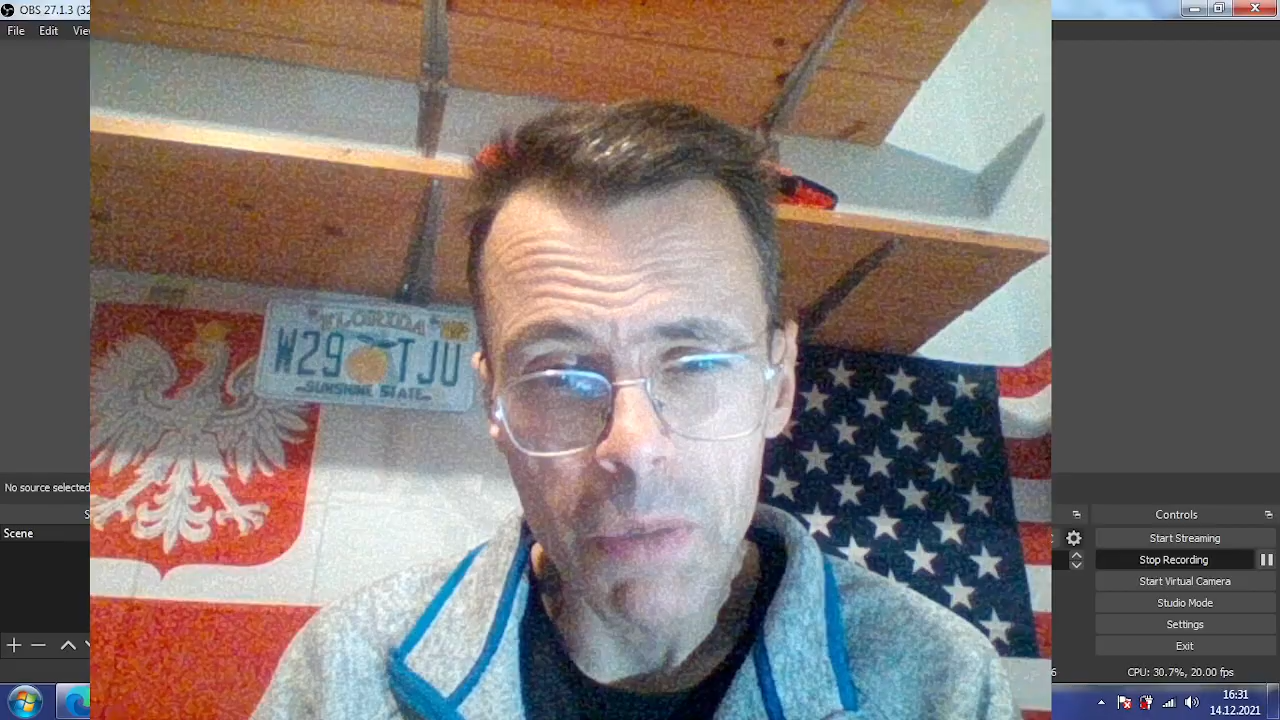 OBS 27.1.3 (32
File Edit Vie
FLORIDA
W29 TJU
SUNSHINE STATE
No source selected
Scene
Controls
Start Streaming
Stop Recording
Start Virtual Camera
Studio Mode
Settings
Exit
CPU: 30.7%, 20.00 fps
16:31
14.12.2021